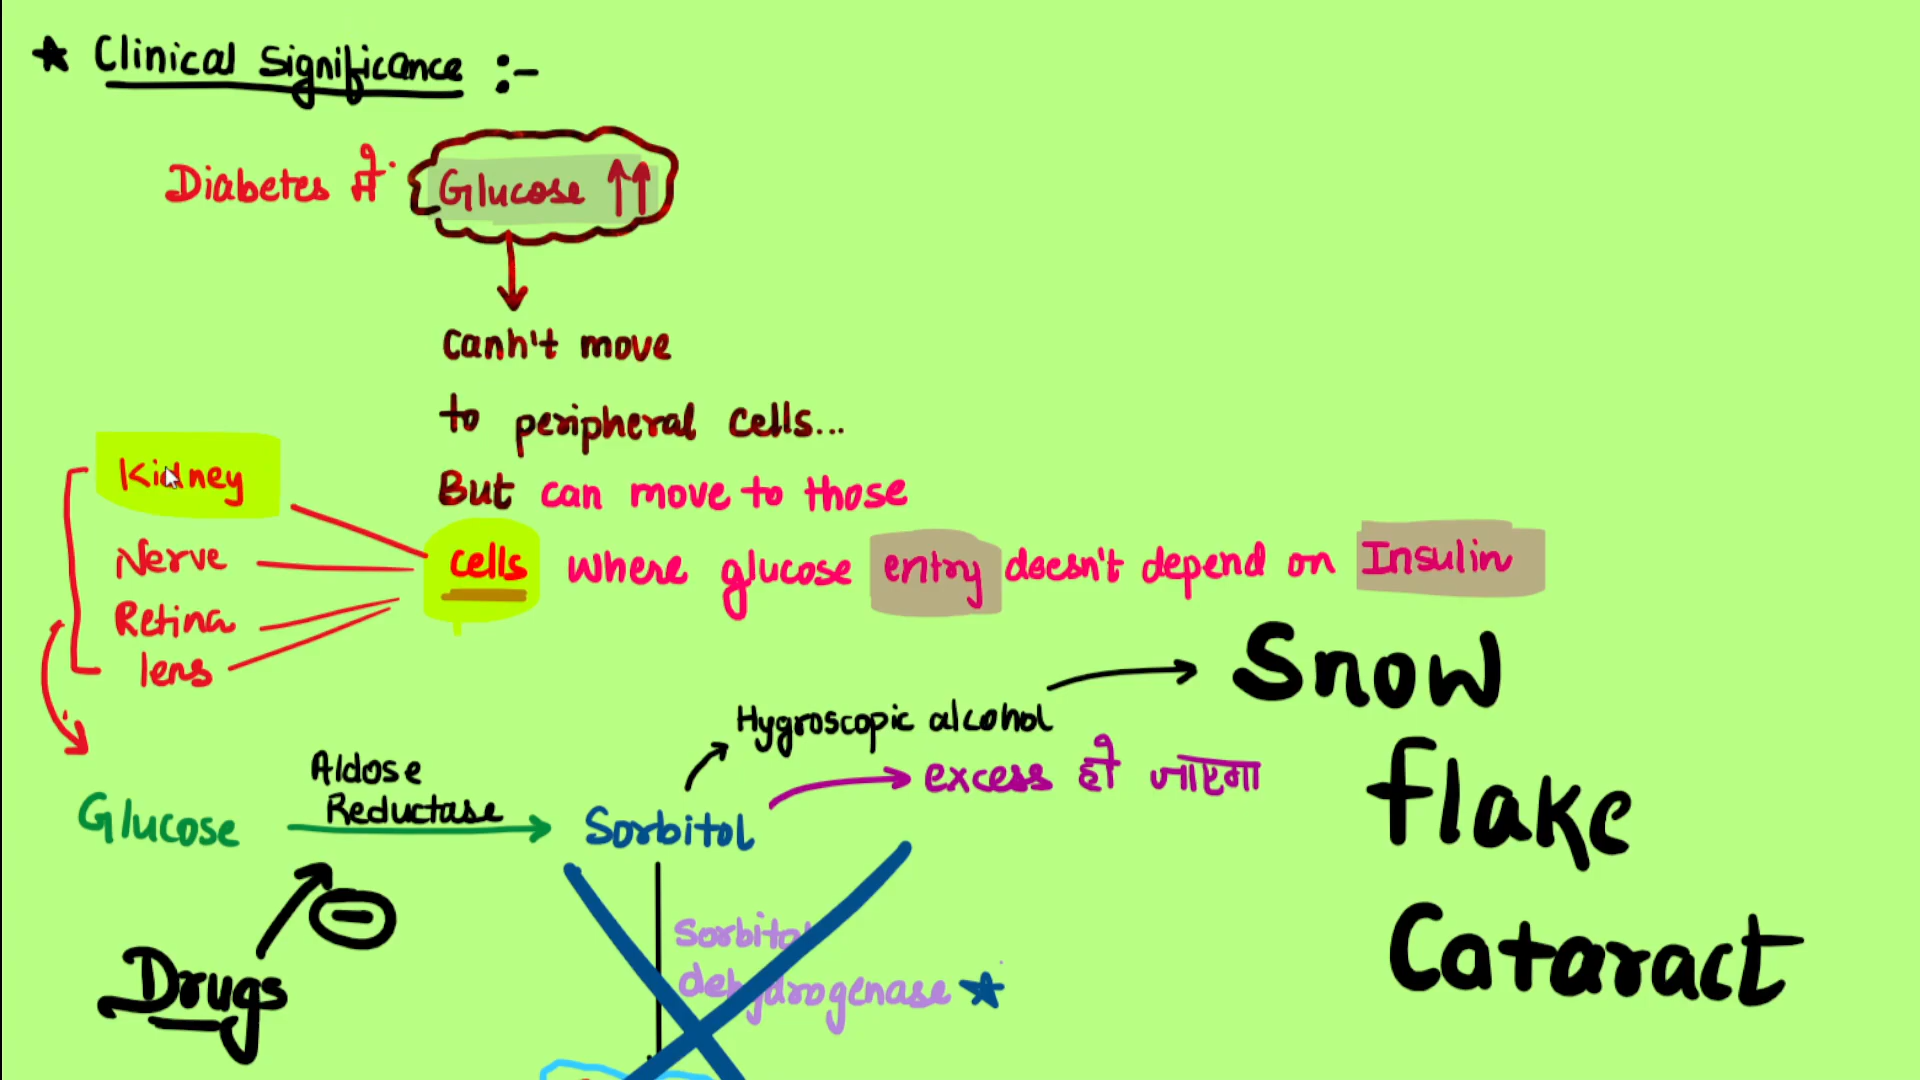 ★ Clinical Significance :-
Diabetes में Glucose ↑↑
Canh't move
to peripheral cells...
But can move to those
cells where glucose entry doesn't depend on Insulin
Kidney
Nerve
Retina
lens
Snow
flake
Cataract
Hygroscopic alcohol
excess हो जाएगा
Aldose
Reductase
Glucose
Sorbitol
Sorbitol
dehydrogenase ★
Drugs